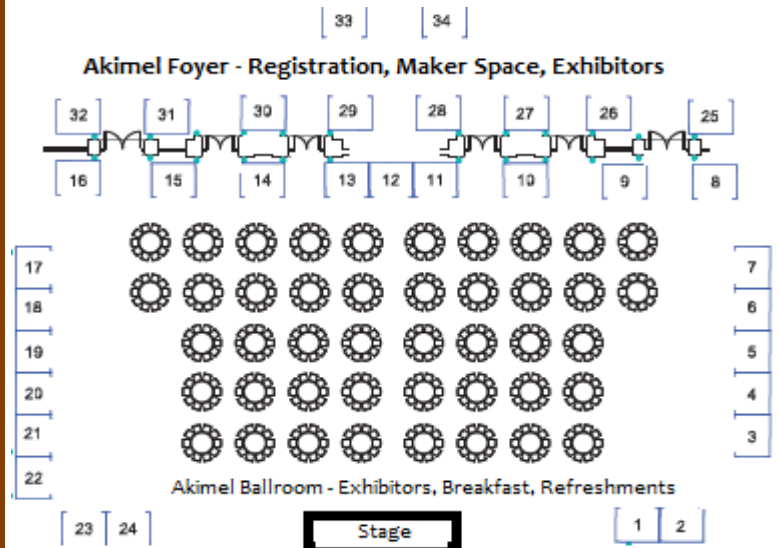 33 34
Akimel Foyer - Registration, Maker Space, Exhibitors
32 31 30 29 28 27 26 25
16 15 14 13 12 11 10 9 8
17 7
18 6
19 5
20 4
21 3
22
Akimel Ballroom - Exhibitors, Breakfast, Refreshments
23 24 Stage 1 2